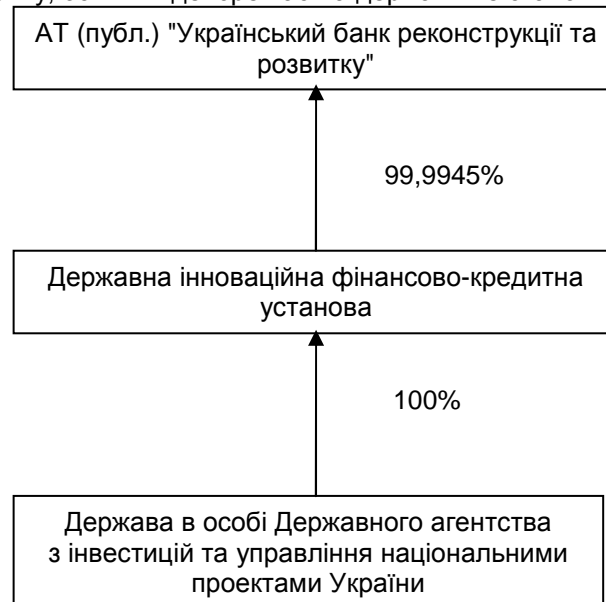 АТ (публ.) "Український банк реконструкції та
розвитку"
99,9945%
Державна інноваційна фінансово-кредитна
установа
100%
Держава в особі Державного агентства
з інвестицій та управління національними
проектами України